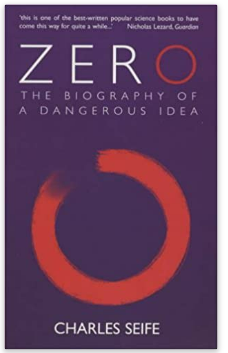 'this is one of the best-written popular science books to have
come this way for quite a while...' Nicholas Lezard, Guardian
ZERO
THE BIOGRAPHY OF
A DANGEROUS IDEA
CHARLES SEIFE